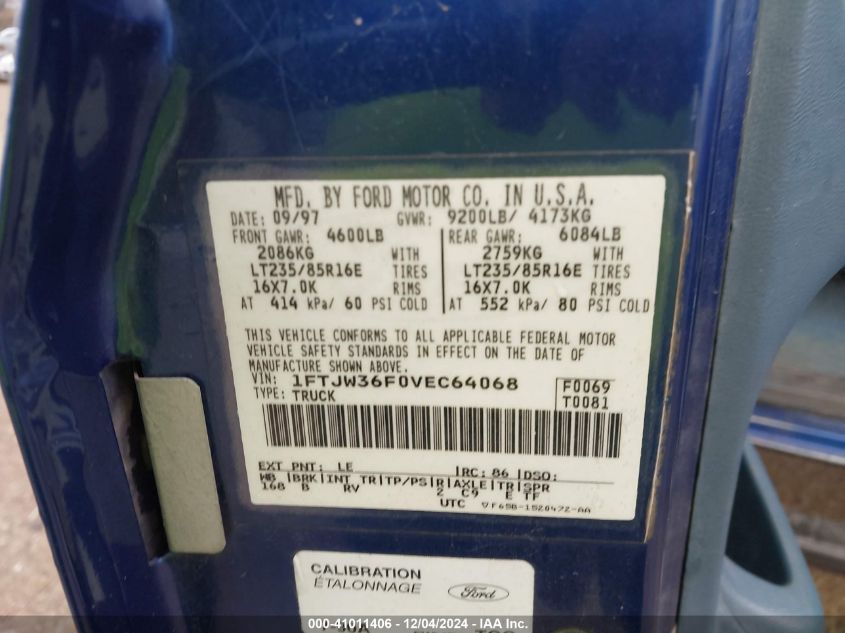 MFD. BY FORD MOTOR CO. IN U.S.A.
DATE: 09/97 GVWR: 9200LB/ 4173KG
FRONT GAWR: 4600LB REAR GAWR: 6084LB
2086KG WITH 2759KG WITH
LT235/85R16E TIRES LT235/85R16E TIRES
16X7.0K RIMS 16X7.0K RIMS
AT 414 kPa/ 60 PSI COLD AT 552 kPa/ 80 PSI COLD
THIS VEHICLE CONFORMS TO ALL APPLICABLE FEDERAL MOTOR
VEHICLE SAFETY STANDARDS IN EFFECT ON THE DATE OF
MANUFACTURE SHOWN ABOVE.
VIN: 1FTJW36F0VEC64068 F0069
TYPE: TRUCK T0081
EXT PNT: LE RC: 86 DSO:
WB BRK INT TR TP/PS R AXLE TR SPR
168 B RV 2 C9 E TF
UTC ▽F65B-1520472-AA
CALIBRATION
ÉTALONNAGE Ford
000-41011406 - 12/04/2024 - IAA Inc.